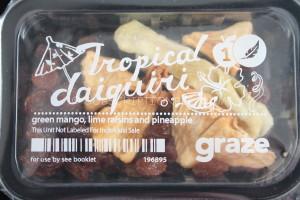 Tropical
daiquiri
green mango, lime raisins and pineapple
This Unit Not Labeled For Individual Sale
for use by see booklet
196895
graze